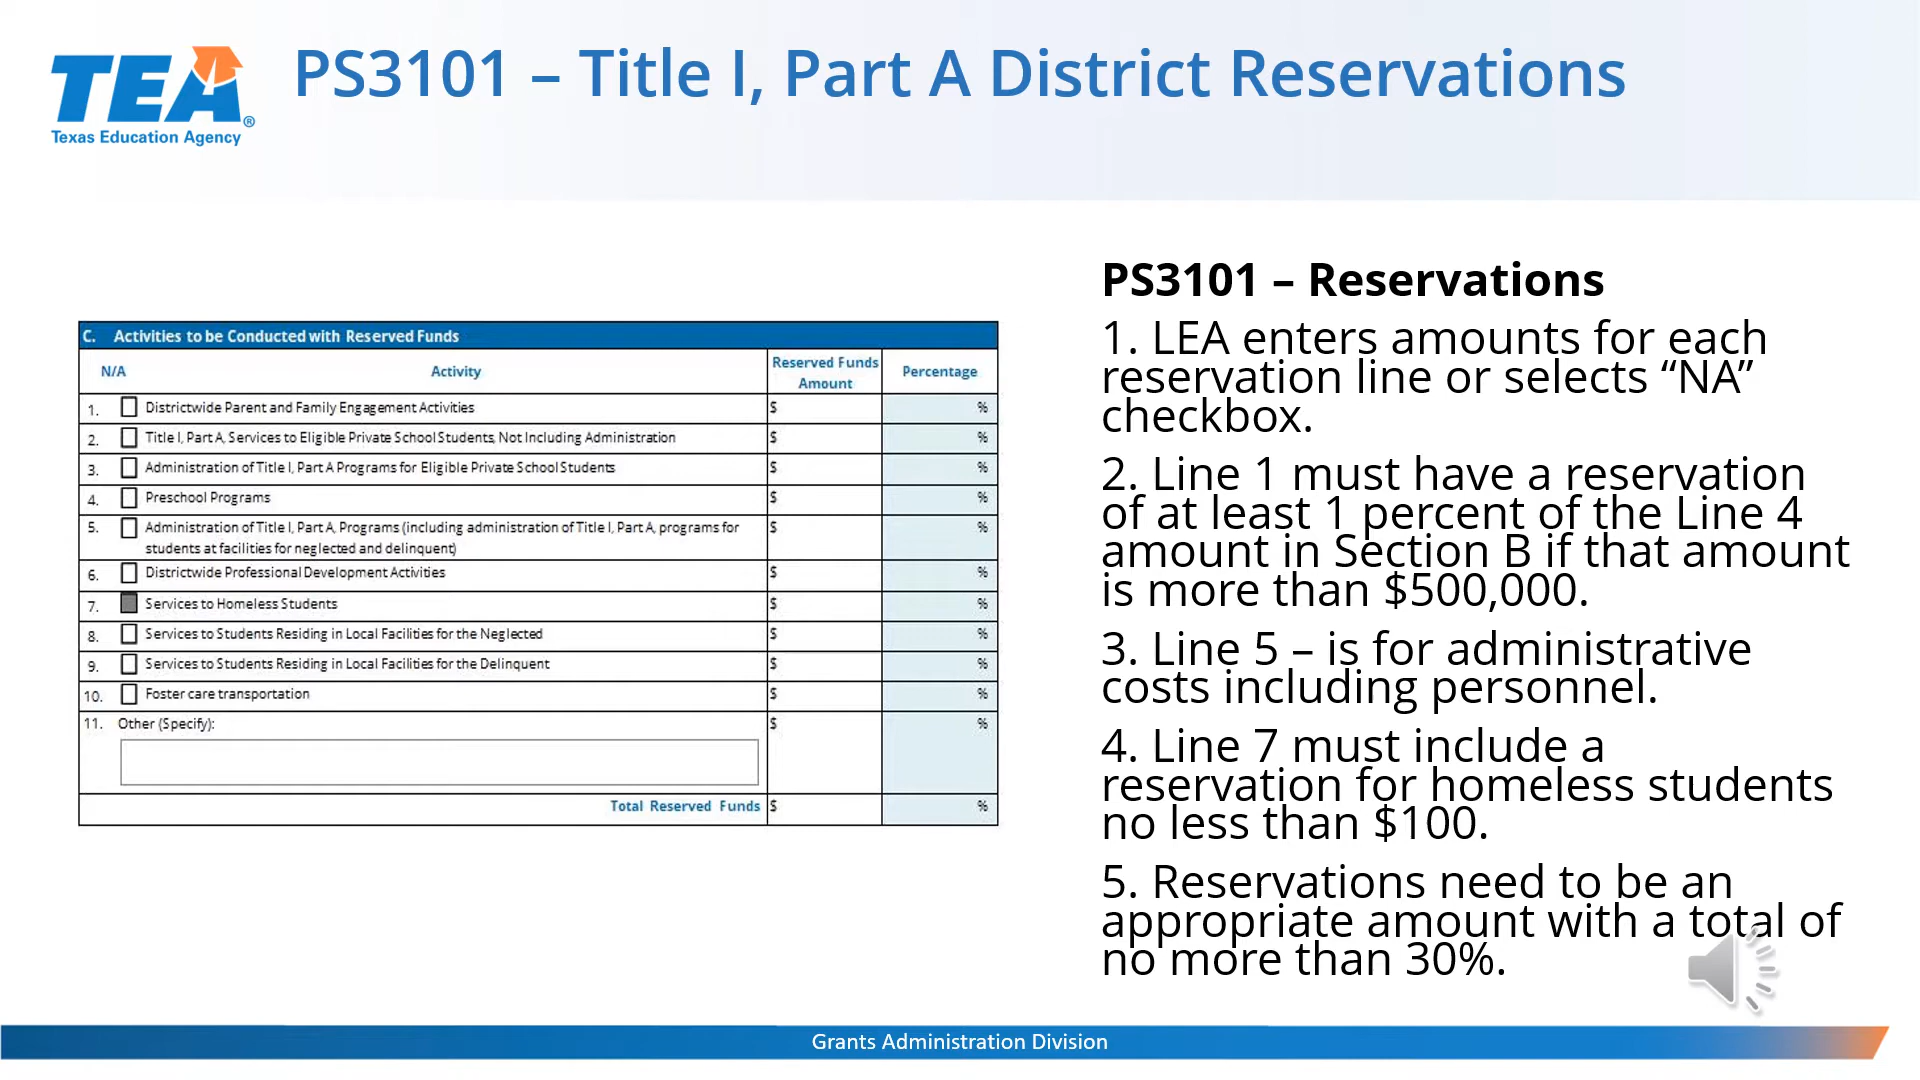 TEA®
Texas Education Agency
PS3101 – Title I, Part A District Reservations
C. Activities to be Conducted with Reserved Funds
N/A Activity Reserved Funds Amount Percentage
1. Districtwide Parent and Family Engagement Activities $ %
2. Title I, Part A, Services to Eligible Private School Students, Not Including Administration $ %
3. Administration of Title I, Part A Programs for Eligible Private School Students $ %
4. Preschool Programs $ %
5. Administration of Title I, Part A, Programs (including administration of Title I, Part A, programs for $ %
students at facilities for neglected and delinquent)
6. Districtwide Professional Development Activities $ %
7. Services to Homeless Students $ %
8. Services to Students Residing in Local Facilities for the Neglected $ %
9. Services to Students Residing in Local Facilities for the Delinquent $ %
10. Foster care transportation $ %
11. Other (Specify): $ %
Total Reserved Funds $ %
PS3101 – Reservations
1. LEA enters amounts for each
reservation line or selects “NA”
checkbox.
2. Line 1 must have a reservation
of at least 1 percent of the Line 4
amount in Section B if that amount
is more than $500,000.
3. Line 5 – is for administrative
costs including personnel.
4. Line 7 must include a
reservation for homeless students
no less than $100.
5. Reservations need to be an
appropriate amount with a total of
no more than 30%.
Grants Administration Division